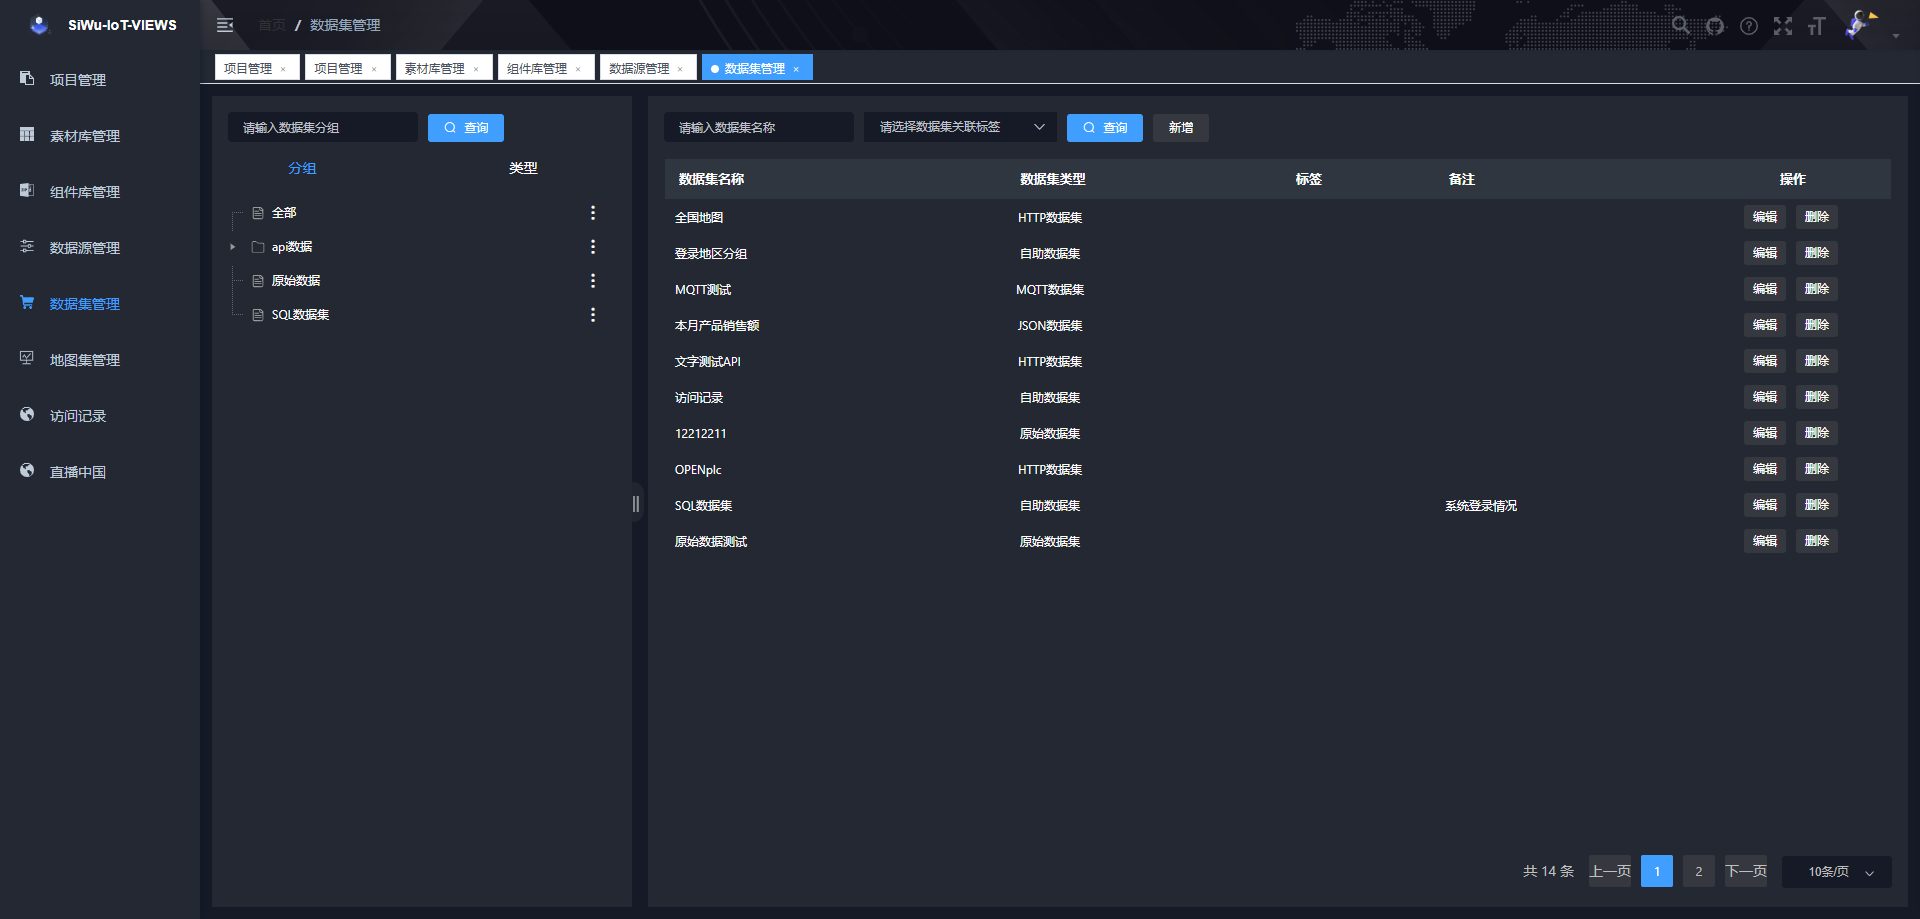 SiWu-IoT-VIEWS
首页 / 数据集管理
项目管理 × 项目管理 × 素材库管理 × 组件库管理 × 数据源管理 × 数据集管理 ×
项目管理
素材库管理
组件库管理
数据源管理
数据集管理
地图集管理
访问记录
直播中国
请输入数据集分组 查询
分组 类型
全部
api数据
原始数据
SQL数据集
请输入数据集名称 请选择数据集关联标签 查询 新增
数据集名称 数据集类型 标签 备注 操作
全国地图 HTTP数据集 编辑 删除
登录地区分组 自助数据集 编辑 删除
MQTT测试 MQTT数据集 编辑 删除
本月产品销售额 JSON数据集 编辑 删除
文字测试API HTTP数据集 编辑 删除
访问记录 自助数据集 编辑 删除
12212211 原始数据集 编辑 删除
OPENplc HTTP数据集 编辑 删除
SQL数据集 自助数据集 系统登录情况 编辑 删除
原始数据测试 原始数据集 编辑 删除
共 14 条 上一页 1 2 下一页 10条/页